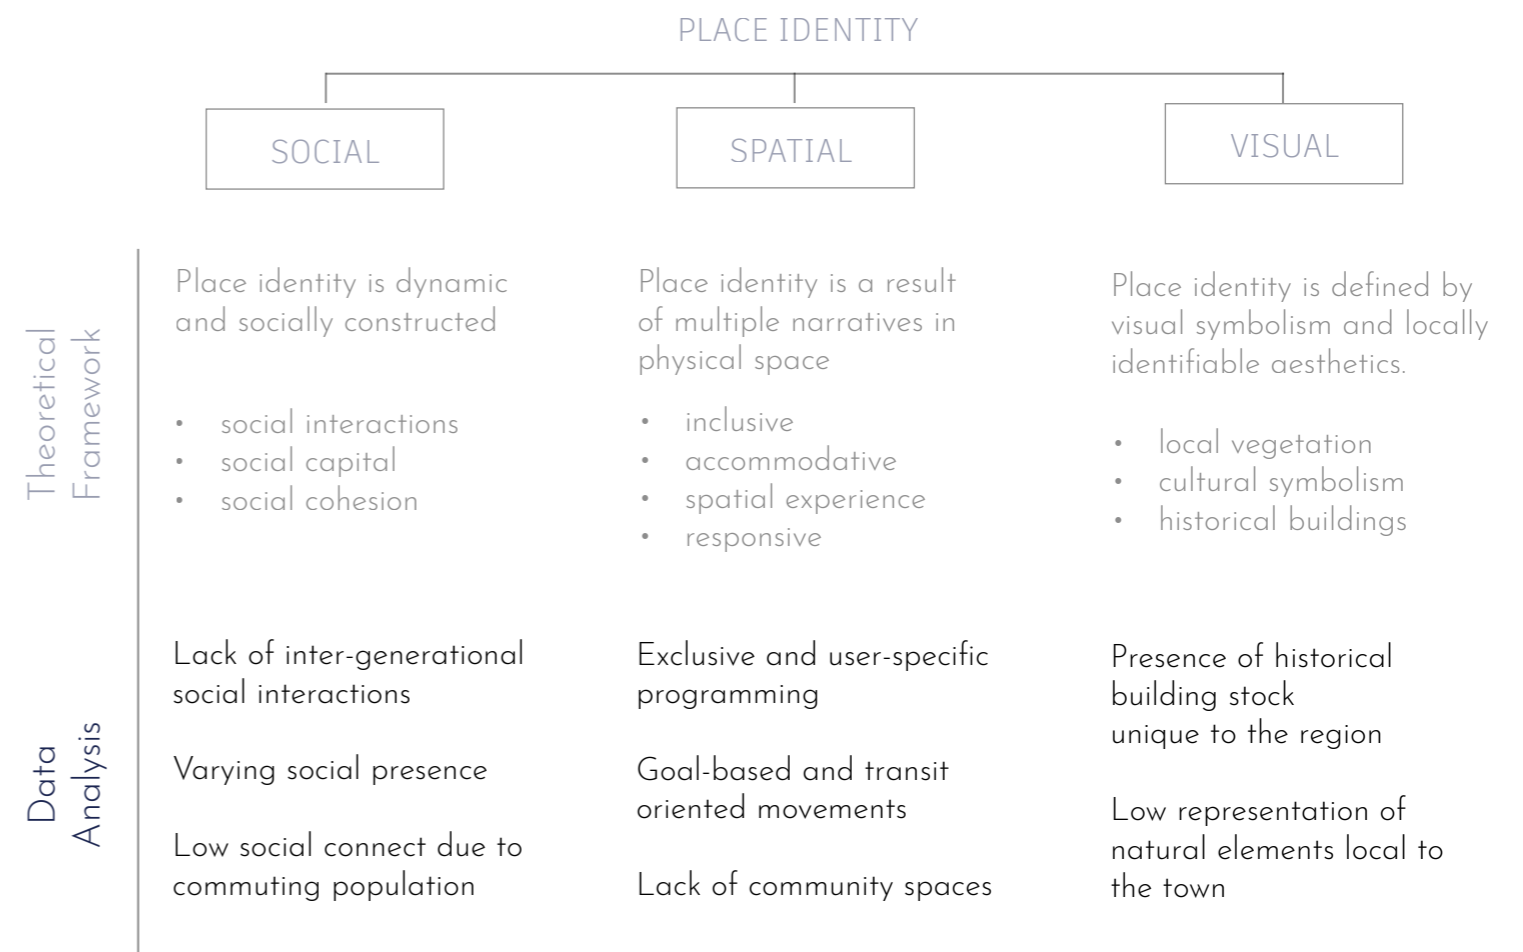 PLACE IDENTITY
SOCIAL
SPATIAL
VISUAL
Theoretical
Framework
Place identity is dynamic
and socially constructed
• social interactions
• social capital
• social cohesion
Place identity is a result
of multiple narratives in
physical space
• inclusive
• accommodative
• spatial experience
• responsive
Place identity is defined by
visual symbolism and locally
identifiable aesthetics.
• local vegetation
• cultural symbolism
• historical buildings
Data
Analysis
Lack of inter-generational
social interactions
Varying social presence
Low social connect due to
commuting population
Exclusive and user-specific
programming
Goal-based and transit
oriented movements
Lack of community spaces
Presence of historical
building stock
unique to the region
Low representation of
natural elements local to
the town